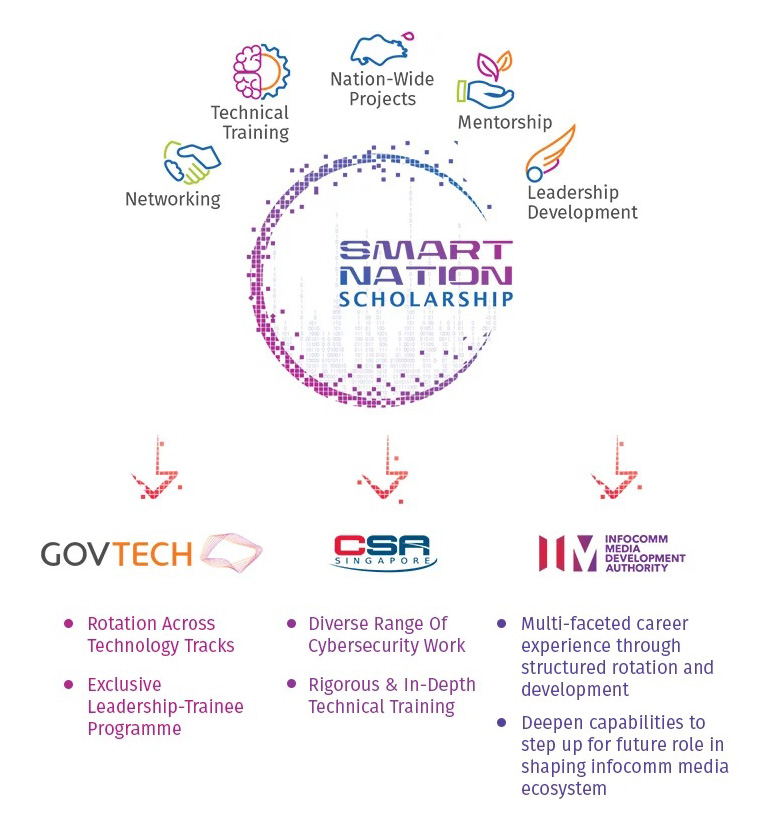 Nation-Wide
Projects
Technical
Training
Mentorship
Networking
Leadership
Development
SMART
NATION
SCHOLARSHIP
GOVTECH
CSA
SINGAPORE
INFOCOMM
MEDIA
DEVELOPMENT
AUTHORITY
• Rotation Across
Technology Tracks
• Exclusive
Leadership-Trainee
Programme
• Diverse Range Of
Cybersecurity Work
• Rigorous & In-Depth
Technical Training
• Multi-faceted career
experience through
structured rotation and
development
• Deepen capabilities to
step up for future role in
shaping infocomm media
ecosystem